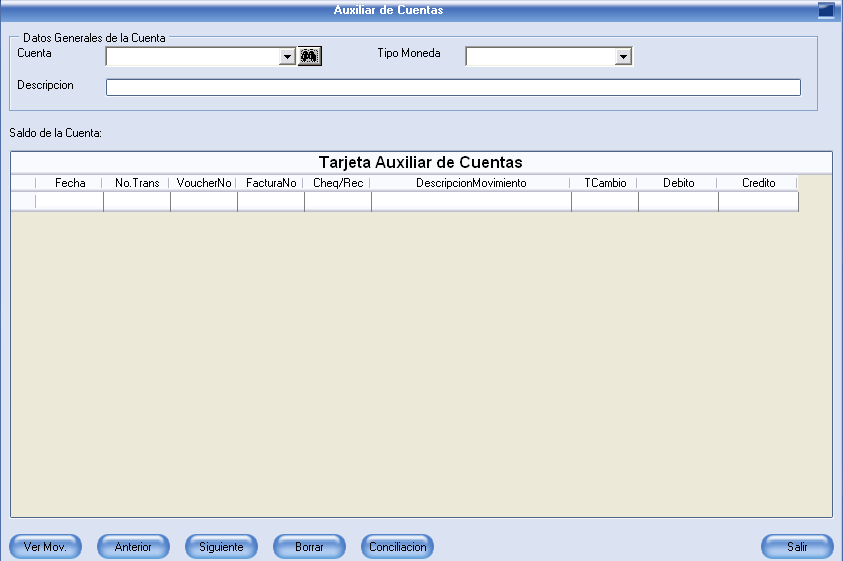 Auxiliar de Cuentas
Datos Generales de la Cuenta
Cuenta Tipo Moneda
Descripcion
Saldo de la Cuenta:
Tarjeta Auxiliar de Cuentas
Fecha No.Trans VoucherNo FacturaNo Cheq/Rec DescripcionMovimiento TCambio Debito Credito
Ver Mov. Anterior Siguiente Borrar Conciliacion Salir